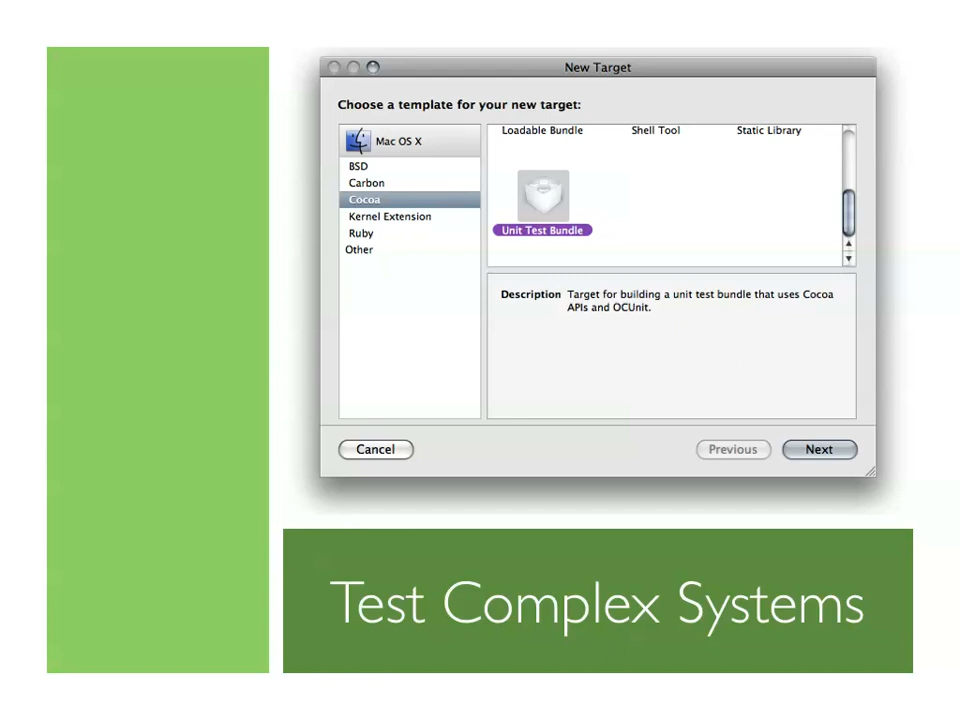 New Target
Choose a template for your new target:
Mac OS X
BSD
Carbon
Cocoa
Kernel Extension
Ruby
Other
Loadable Bundle
Shell Tool
Static Library
Unit Test Bundle
Description Target for building a unit test bundle that uses Cocoa
APIs and OCUnit.
Cancel
Previous
Next
Test Complex Systems